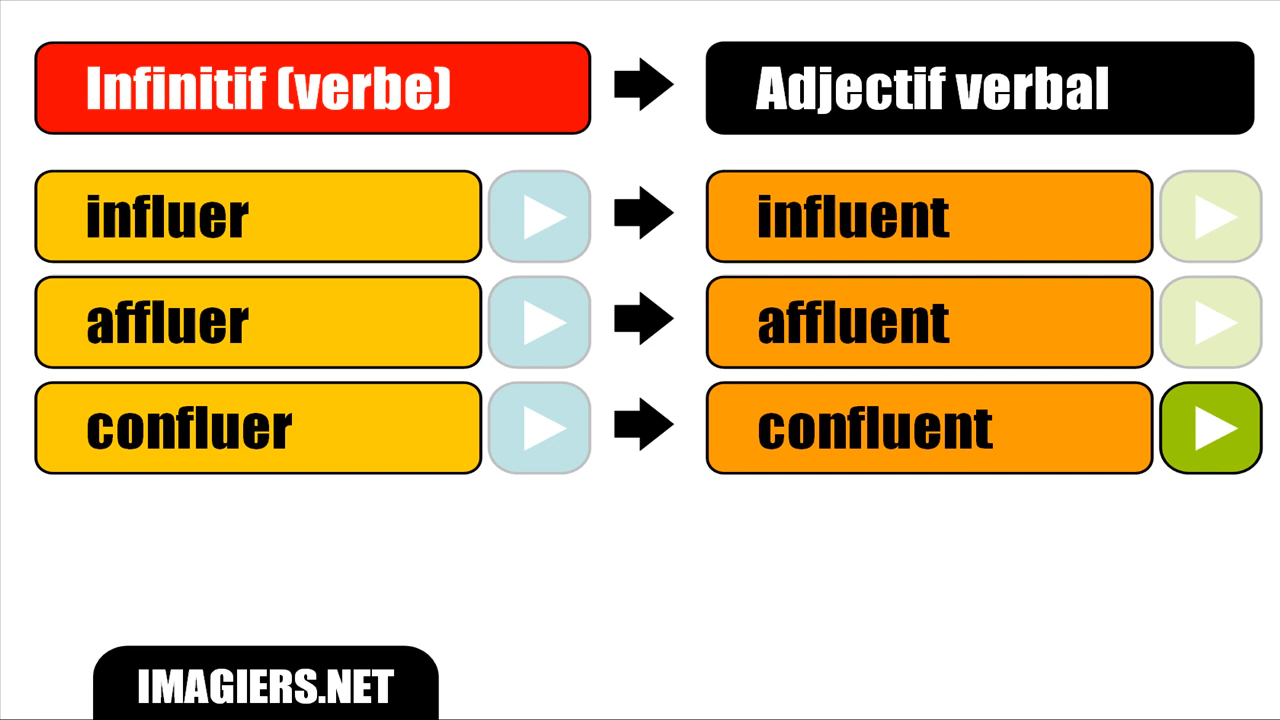 Infinitif (verbe)
Adjectif verbal
influer
influent
affluer
affluent
confluer
confluent
IMAGIERS.NET